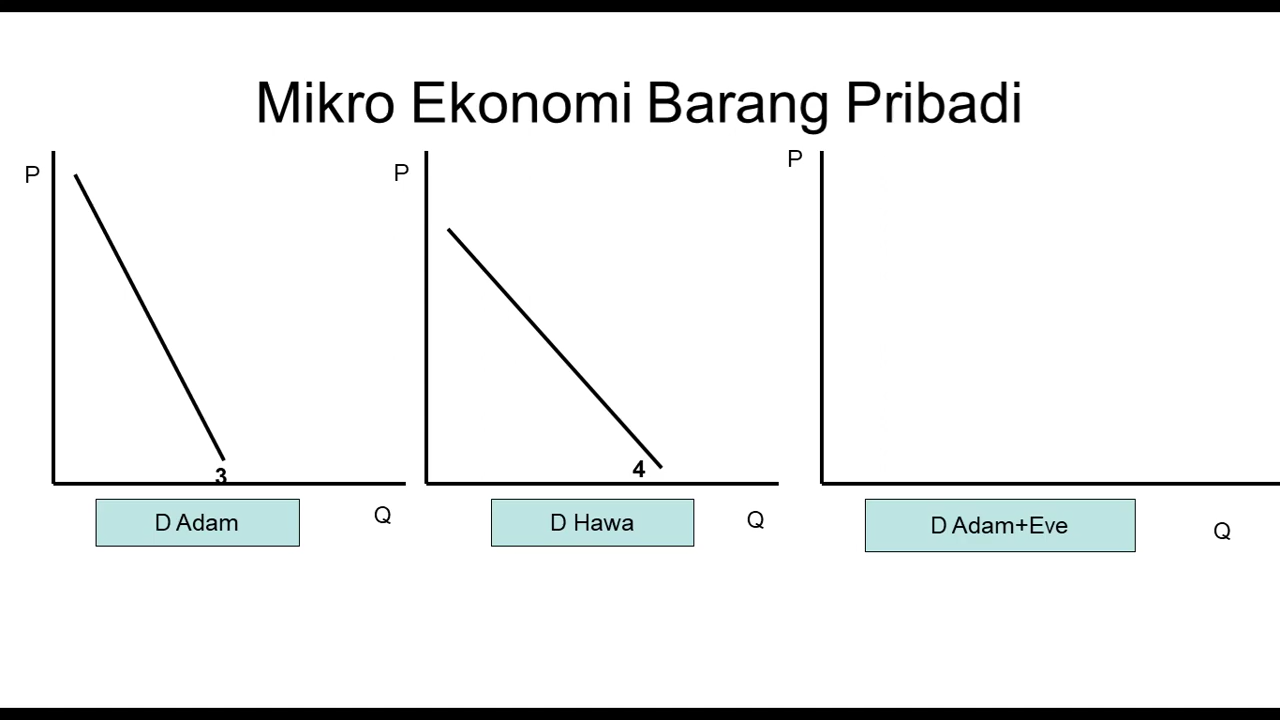 Mikro Ekonomi Barang Pribadi
P
P
P
3
4
D Adam
Q
D Hawa
Q
D Adam+Eve
Q